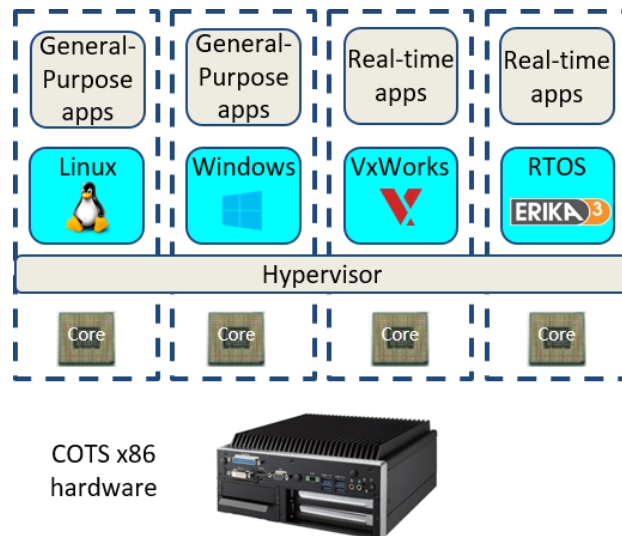 General-
Purpose
apps
General-
Purpose
apps
Real-time
apps
Real-time
apps
Linux
Windows
VxWorks
RTOS
ERIKA3
Hypervisor
Core
Core
Core
Core
COTS x86
hardware